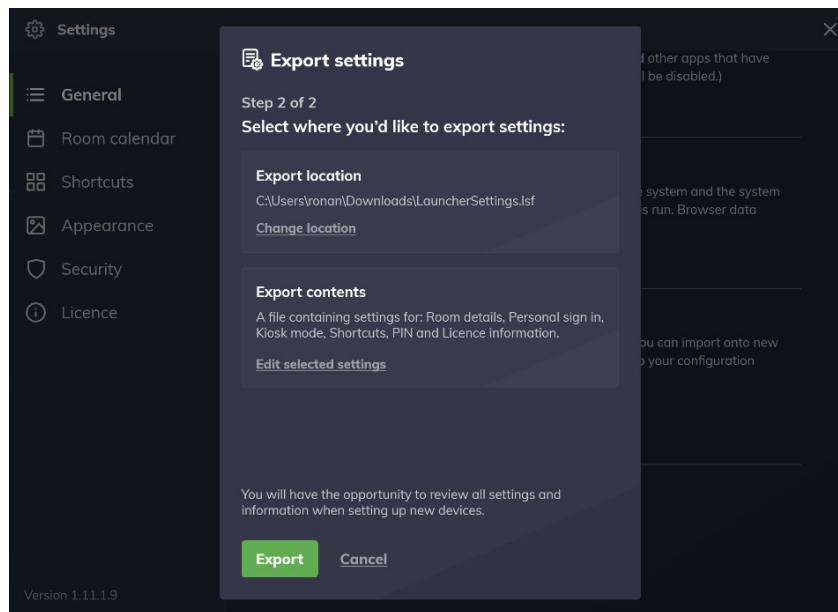 Settings
General
Room calendar
Shortcuts
Appearance
Security
Licence
Version 1.11.1.9
Export settings
Step 2 of 2
Select where you'd like to export settings:
Export location
C:\Users\ronan\Downloads\LauncherSettings.lsf
Change location
Export contents
A file containing settings for: Room details, Personal sign in,
Kiosk mode, Shortcuts, PIN and Licence information.
Edit selected settings
You will have the opportunity to review all settings and
information when setting up new devices.
Export
Cancel
other apps that have
be disabled.)
system and the system
is run. Browser data
you can import onto new
your configuration